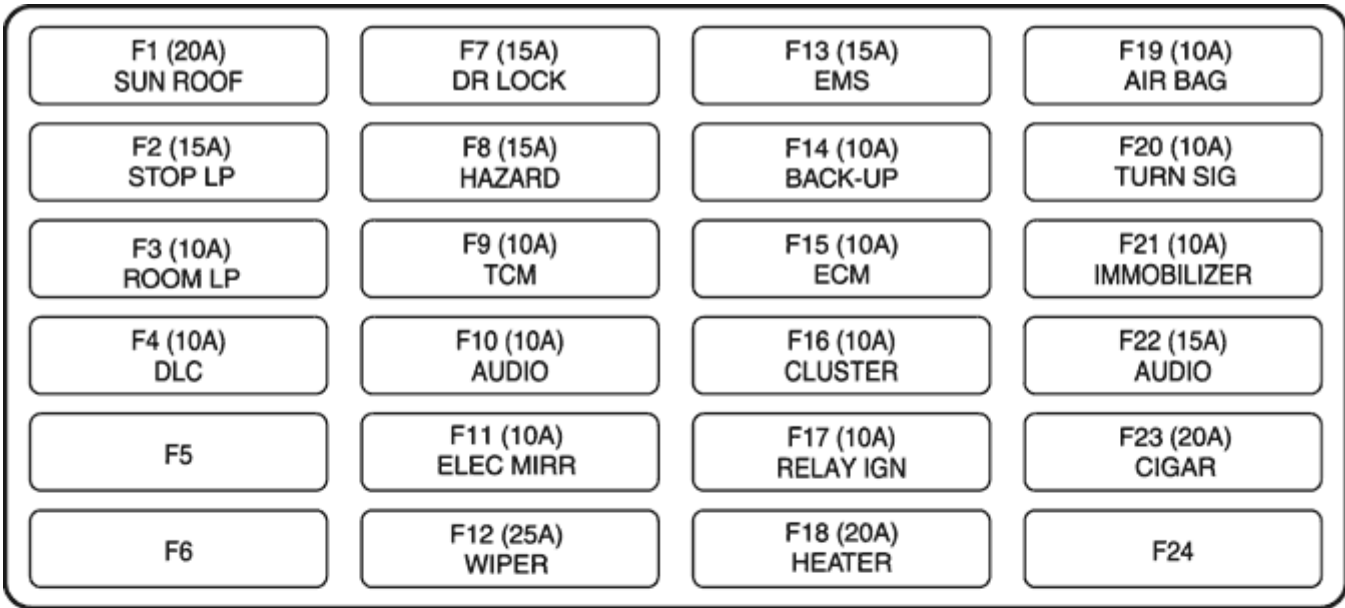 F1 (20A)
SUN ROOF
F7 (15A)
DR LOCK
F13 (15A)
EMS
F19 (10A)
AIR BAG
F2 (15A)
STOP LP
F8 (15A)
HAZARD
F14 (10A)
BACK-UP
F20 (10A)
TURN SIG
F3 (10A)
ROOM LP
F9 (10A)
TCM
F15 (10A)
ECM
F21 (10A)
IMMOBILIZER
F4 (10A)
DLC
F10 (10A)
AUDIO
F16 (10A)
CLUSTER
F22 (15A)
AUDIO
F5
F11 (10A)
ELEC MIRR
F17 (10A)
RELAY IGN
F23 (20A)
CIGAR
F6
F12 (25A)
WIPER
F18 (20A)
HEATER
F24